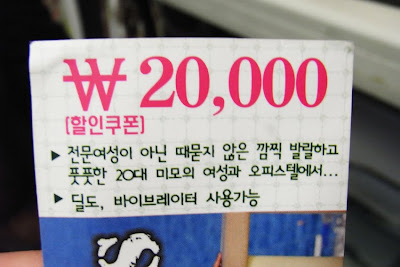 ₩ 20,000
[할인쿠폰]
▶ 전문여성이 아닌 때묻지 않은 깜찍 발랄하고
풋풋한 20대 미모의 여성과 오피스텔에서...
▶ 딜도, 바이브레이터 사용가능
S